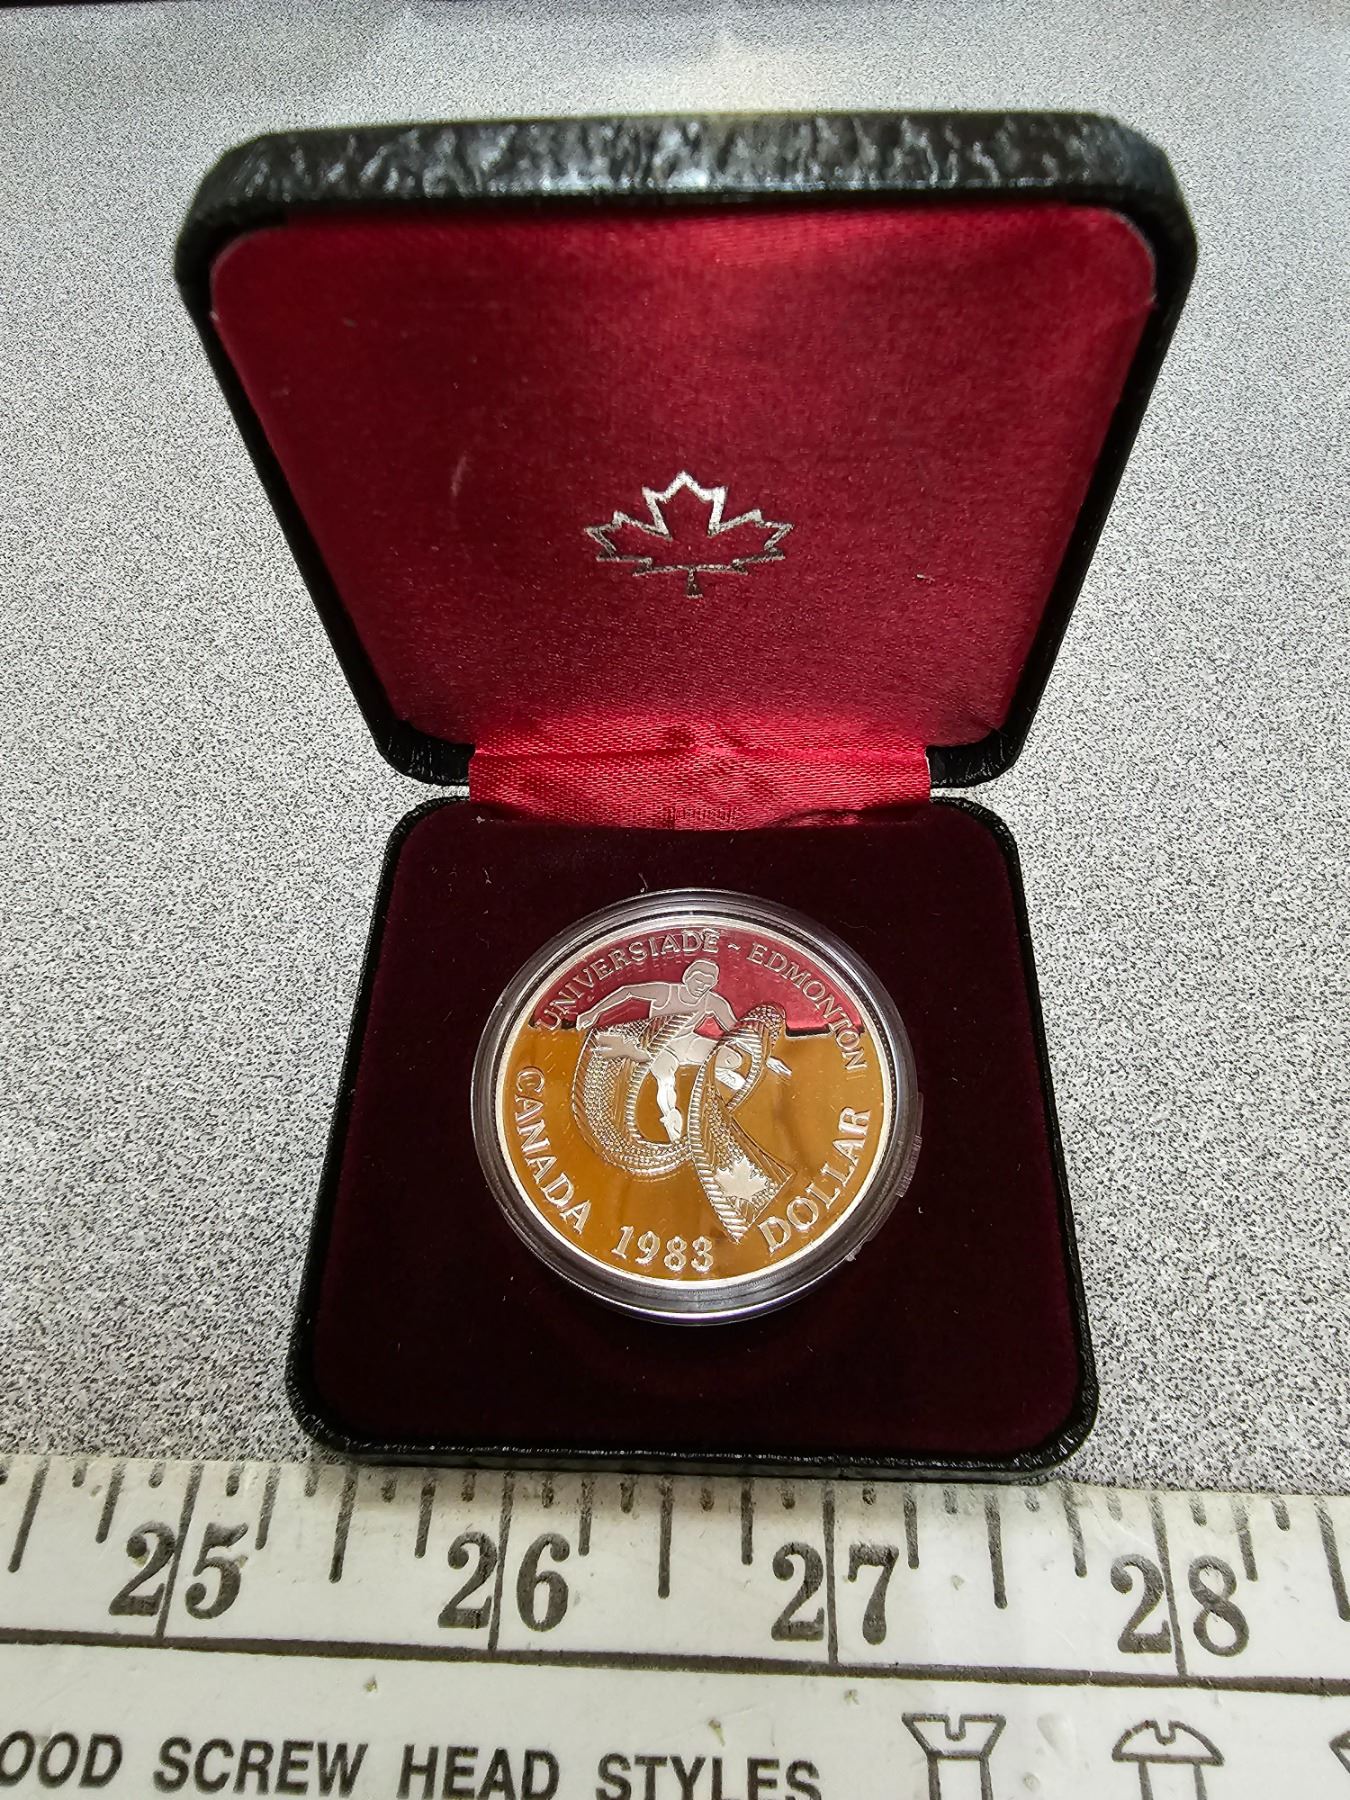 UNIVERSIADE ~ EDMONTON
CANADA 1983 DOLLAR
25 26 27 28
OOD SCREW HEAD STYLES